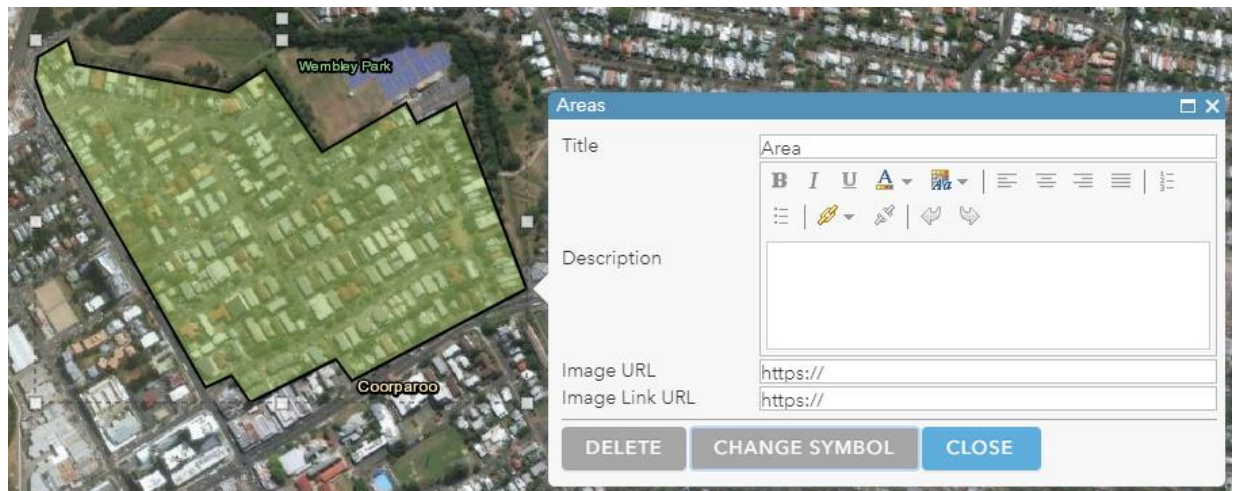 Wembley Park
Coorparoo
Areas
Title
Area
B I U A
Description
Image URL
https://
Image Link URL
https://
DELETE
CHANGE SYMBOL
CLOSE